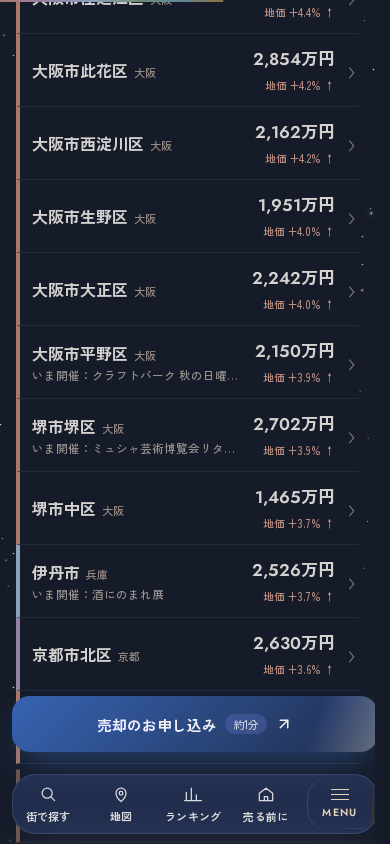 地価 +4.4% ↑
大阪市此花区 大阪
2,854万円
地価 +4.2% ↑
大阪市西淀川区 大阪
2,162万円
地価 +4.2% ↑
大阪市生野区 大阪
1,951万円
地価 +4.0% ↑
大阪市大正区 大阪
2,242万円
地価 +4.0% ↑
大阪市平野区 大阪
いま開催：クラフトパーク 秋の日曜…
2,150万円
地価 +3.9% ↑
堺市堺区 大阪
いま開催：ミュシャ芸術博覧会リタ…
2,702万円
地価 +3.9% ↑
堺市中区 大阪
1,465万円
地価 +3.7% ↑
伊丹市 兵庫
いま開催：酒にのまれ展
2,526万円
地価 +3.7% ↑
京都市北区 京都
2,630万円
地価 +3.6% ↑
売却のお申し込み 約1分
街で探す
地図
ランキング
売る前に
MENU